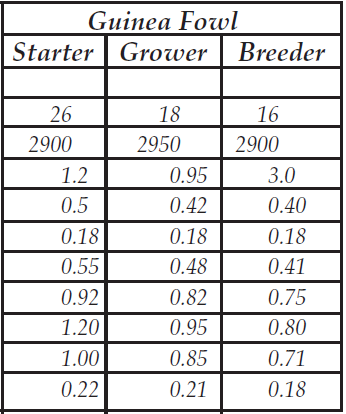 Guinea Fowl
Starter Grower Breeder
26 18 16
2900 2950 2900
1.2 0.95 3.0
0.5 0.42 0.40
0.18 0.18 0.18
0.55 0.48 0.41
0.92 0.82 0.75
1.20 0.95 0.80
1.00 0.85 0.71
0.22 0.21 0.18